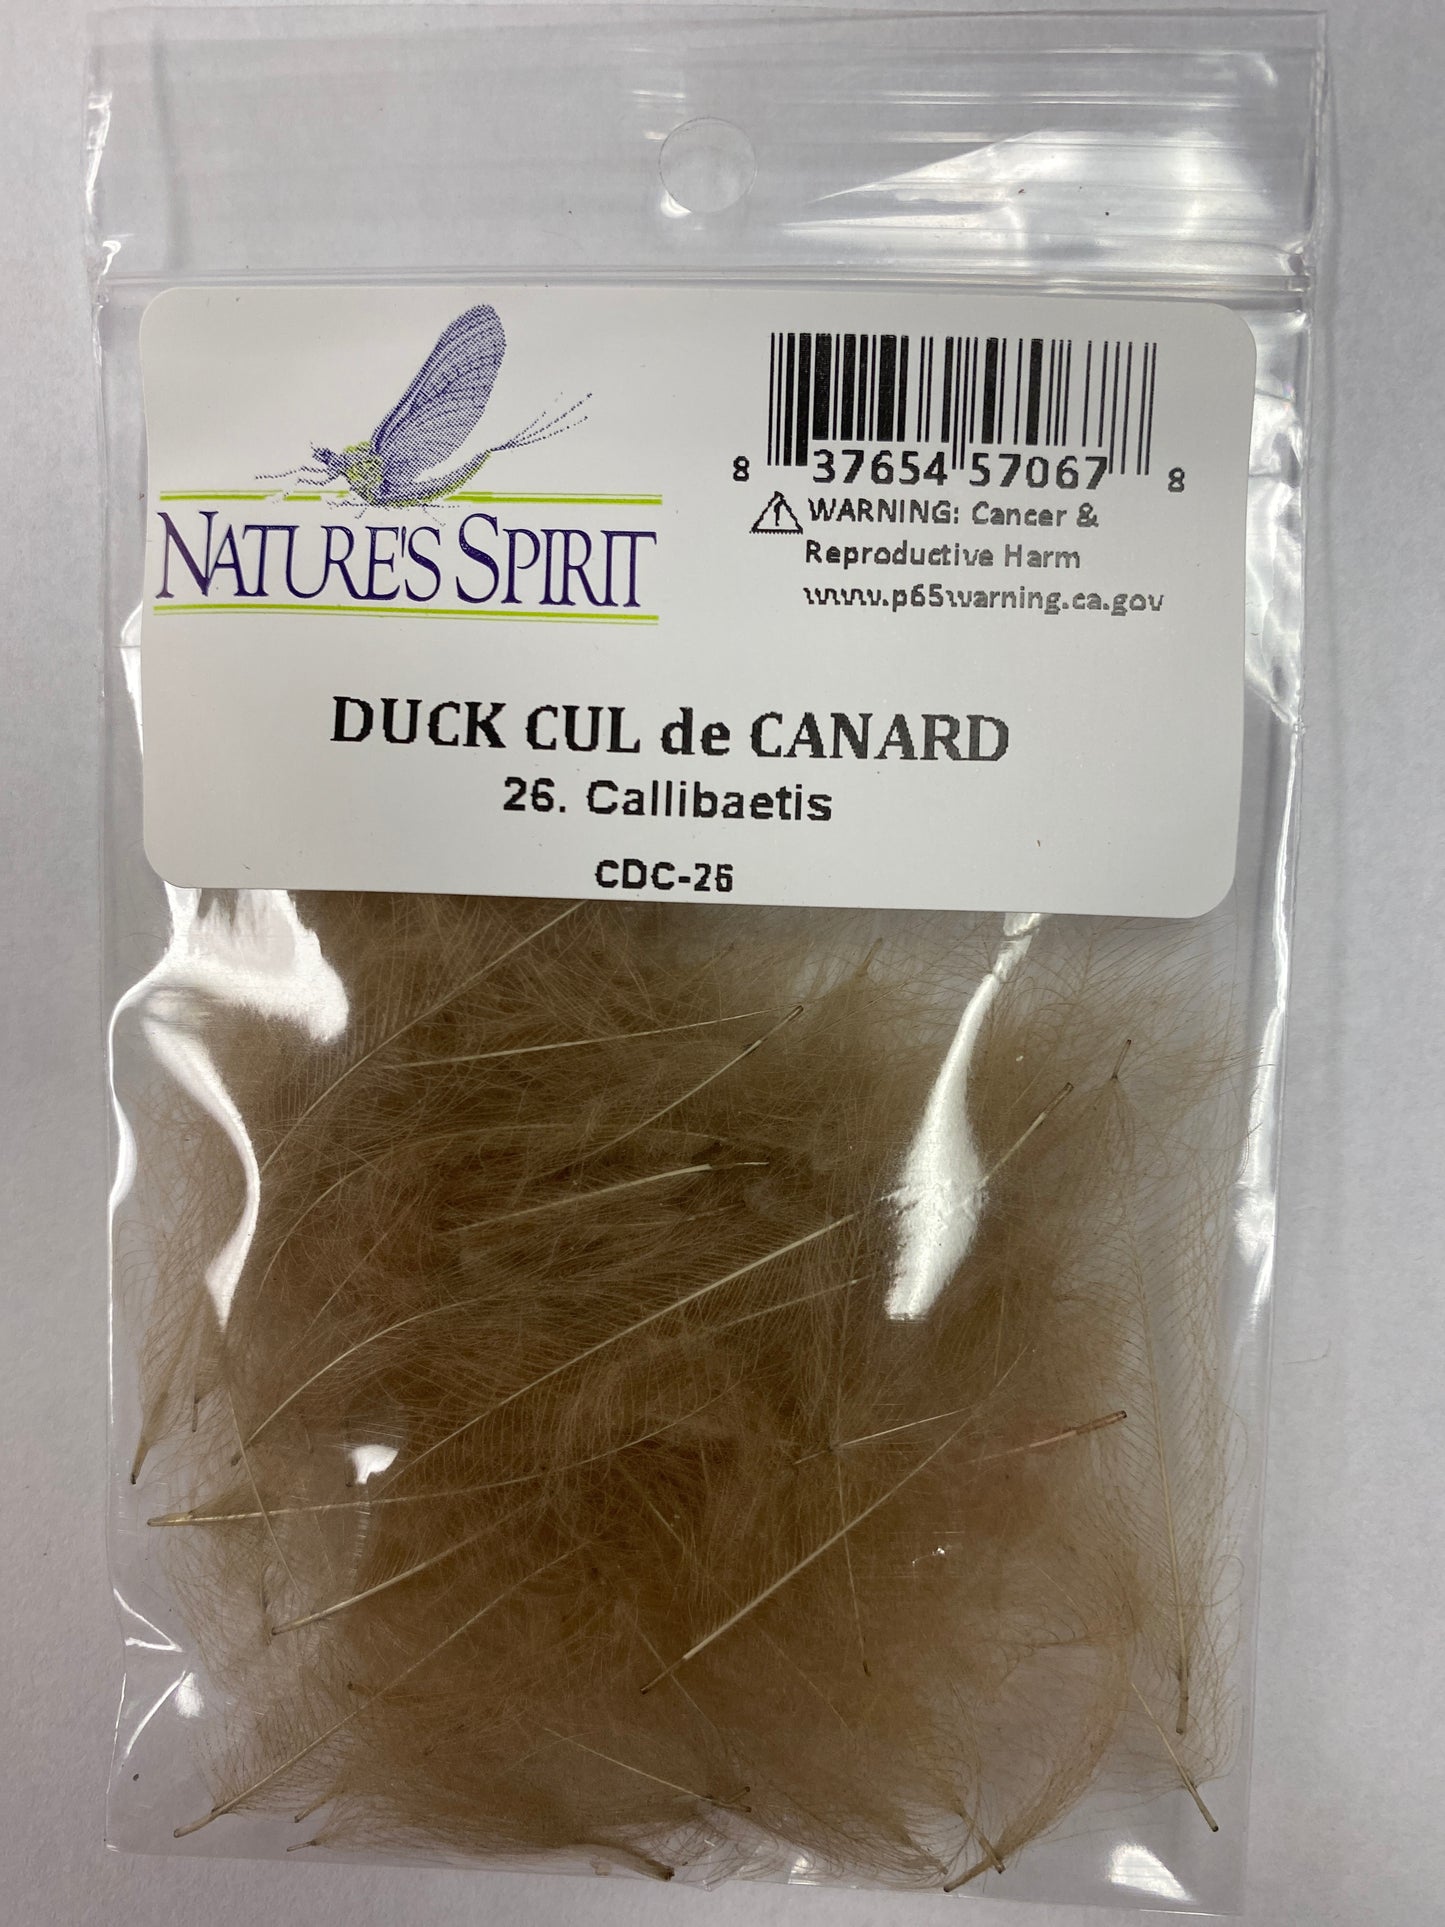 NATURE'S SPIRIT
8 37654 57067 8
WARNING: Cancer &
Reproductive Harm
www.p65warning.ca.gov
DUCK CUL de CANARD
26. Callibaetis
CDC-26